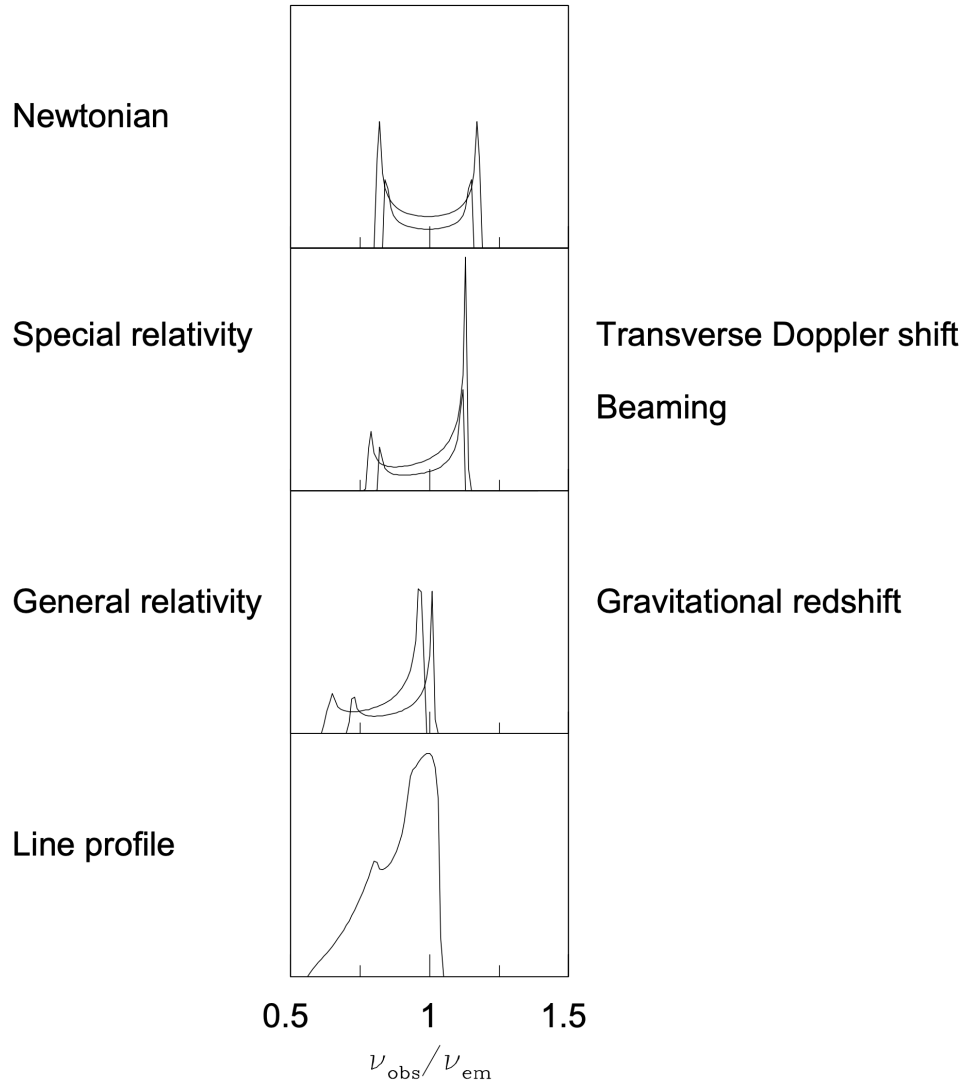 Newtonian
Special relativity
Transverse Doppler shift
Beaming
General relativity
Gravitational redshift
Line profile
0.5 1 1.5
ν_obs/ν_em